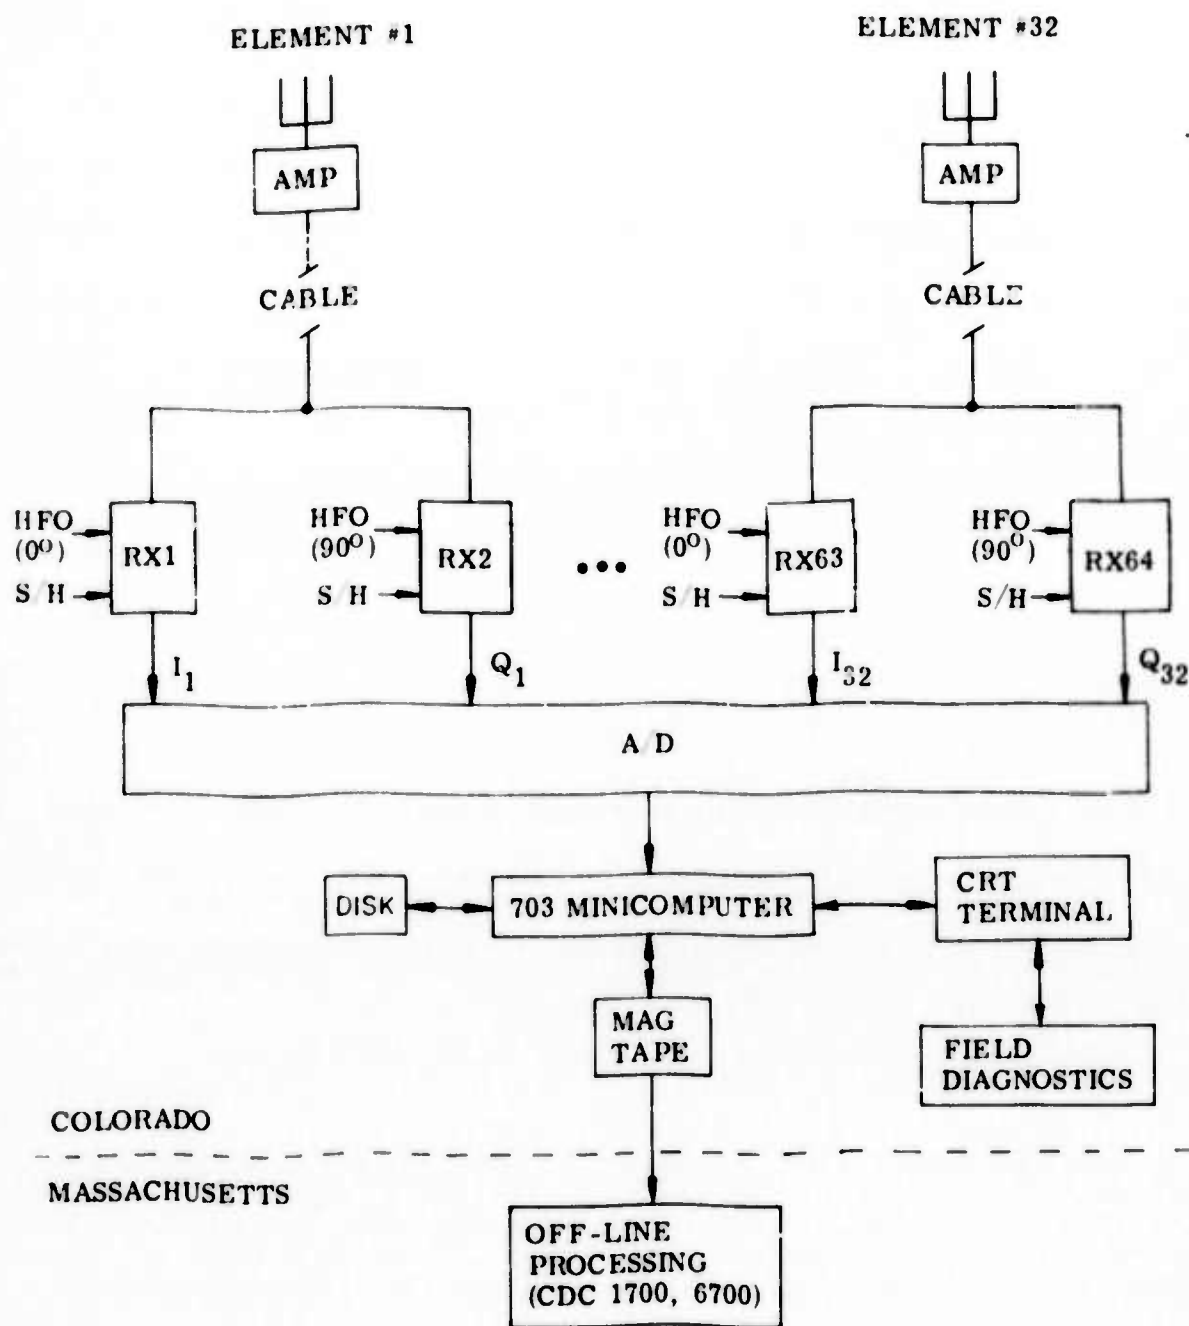 ELEMENT #1
ELEMENT #32
AMP
AMP
CABLE
CABLE
HFO
(0°)
S/H
RX1
HFO
(90°)
S/H
RX2
•••
HFO
(0°)
S/H
RX63
HFO
(90°)
S/H
RX64
I₁
Q₁
I₃₂
Q₃₂
A/D
DISK
703 MINICOMPUTER
CRT
TERMINAL
MAG
TAPE
FIELD
DIAGNOSTICS
COLORADO
MASSACHUSETTS
OFF-LINE
PROCESSING
(CDC 1700, 6700)